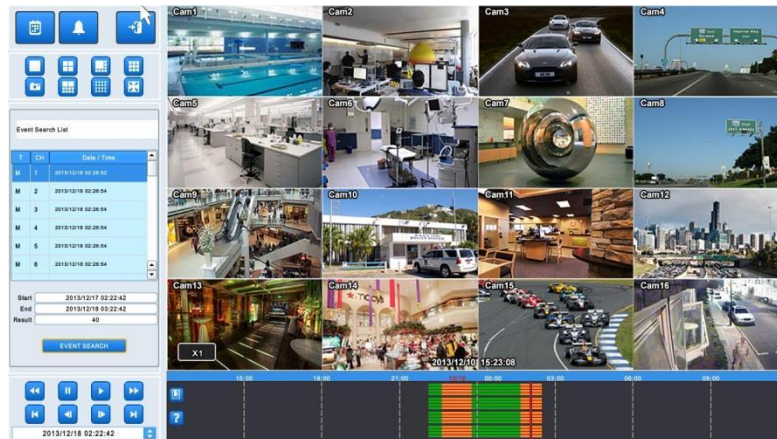 Cam1 Cam2 Cam3 Cam4
Cam5 Cam6 Cam7 Cam8
Event Search List
T CH Date / Time
M 1 2013/12/18 02:26:52
M 2 2013/12/18 02:26:54
M 3 2013/12/18 02:26:54
M 4 2013/12/18 02:26:54
M 5 2013/12/18 02:26:54
M 6 2013/12/18 02:26:54
Cam9 Cam10 Cam11 Cam12
Cam13 Cam14 Cam15 Cam16
macys
Start 2013/12/17 02:22:42
End 2013/12/18 03:22:42
Result 40
EVENT SEARCH
X1
2013/12/10 15:23:08
15:00 18:00 21:00 00:00 03:00 06:00 09:00
?
2013/12/18 02:22:42